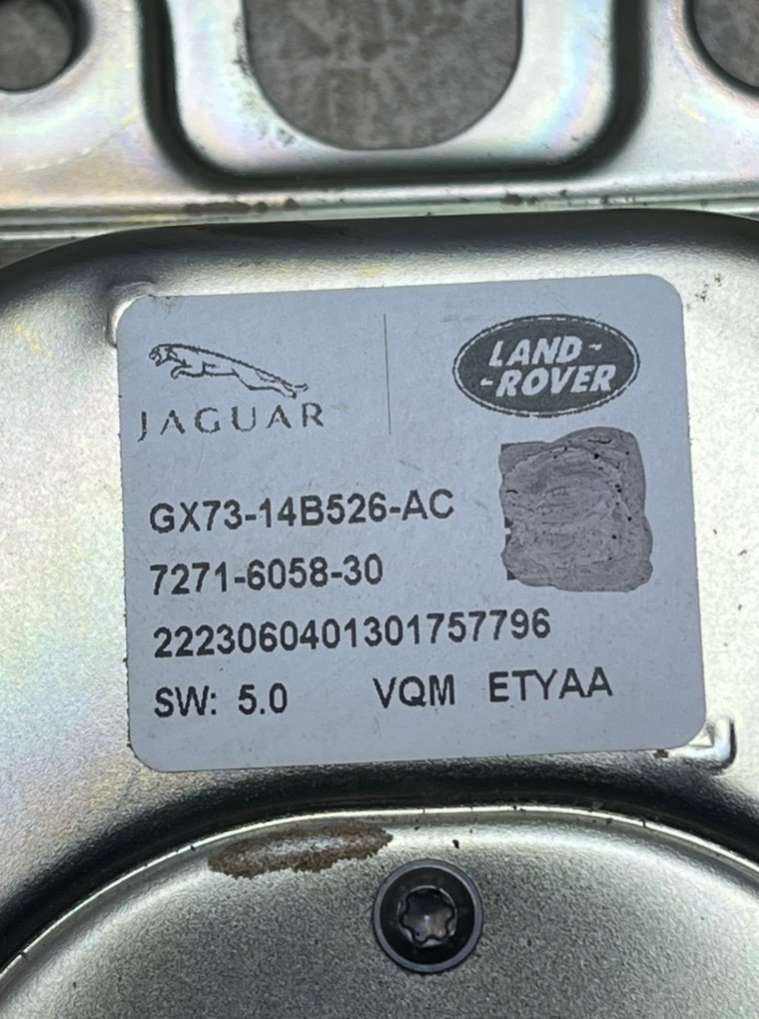 JAGUAR
LAND-
-ROVER
GX73-14B526-AC
7271-6058-30
2223060401301757796
SW: 5.0 VQM ETYAA